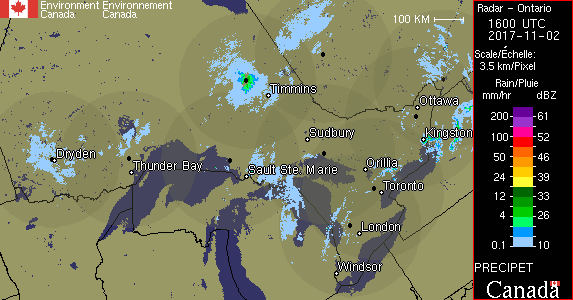 Environment Environnement
Canada Canada
100 KM
Radar - Ontario
1600 UTC
2017-11-02
Scale/Échelle:
3.5 km/Pixel
Rain/Pluie
mm/hr dBZ
200 61
100 52
50 46
24 39
12 33
4 26
0.1 10
Timmins
Ottawa
Sudbury
Kingston
Dryden
Thunder Bay
Sault Ste. Marie
Orillia
Toronto
London
Windsor
PRECIPET
Canada